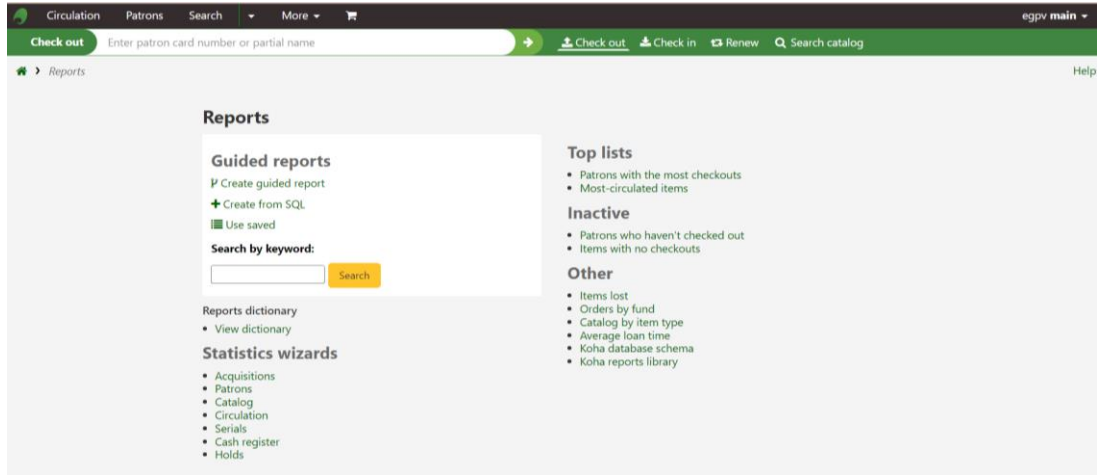 Circulation Patrons Search More egpv main
Check out Enter patron card number or partial name Check out Check in Renew Search catalog
Reports Help
Reports
Guided reports
Create guided report
Create from SQL
Use saved
Search by keyword:
Search
Reports dictionary
View dictionary
Statistics wizards
Acquisitions
Patrons
Catalog
Circulation
Serials
Cash register
Holds
Top lists
Patrons with the most checkouts
Most-circulated items
Inactive
Patrons who haven't checked out
Items with no checkouts
Other
Items lost
Orders by fund
Catalog by item type
Average loan time
Koha database schema
Koha reports library